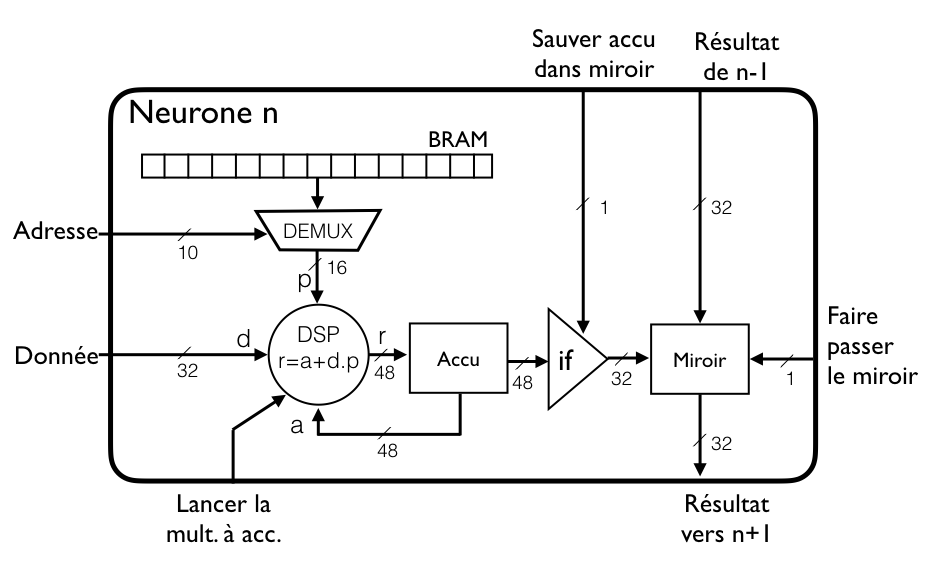 Sauver accu
dans miroir
Résultat
de n-1
Neurone n
BRAM
Adresse
10
DEMUX
16
p
1
32
Donnée
32
d
DSP
r=a+d.p
r
48
Accu
48
if
32
Miroir
1
Faire
passer
le miroir
a
48
32
Lancer la
mult. à acc.
Résultat
vers n+1